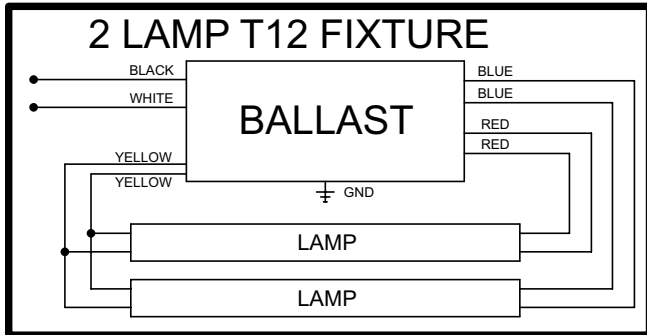 2 LAMP T12 FIXTURE
BLACK
WHITE
YELLOW
YELLOW
BALLAST
GND
BLUE
BLUE
RED
RED
LAMP
LAMP